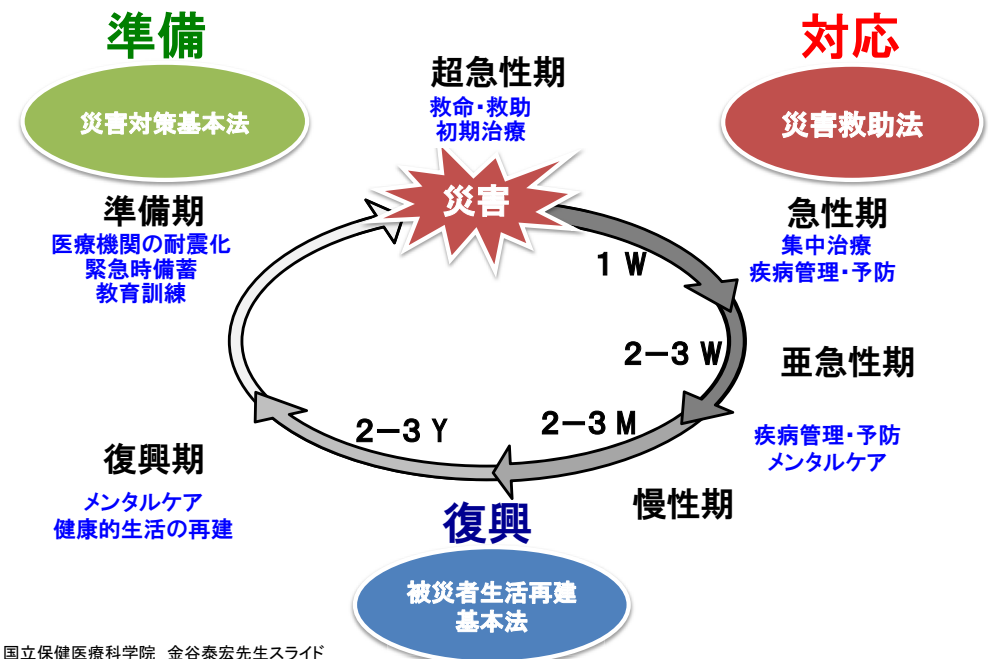 準備
災害対策基本法
準備期
医療機関の耐震化
緊急時備蓄
教育訓練
超急性期
救命・救助
初期治療
災害
対応
災害救助法
急性期
集中治療
疾病管理・予防
1 W
2－3 W
亜急性期
疾病管理・予防
メンタルケア
2－3 M
慢性期
2－3 Y
復興期
メンタルケア
健康的生活の再建
復興
被災者生活再建
基本法
国立保健医療科学院 金谷泰宏先生スライド